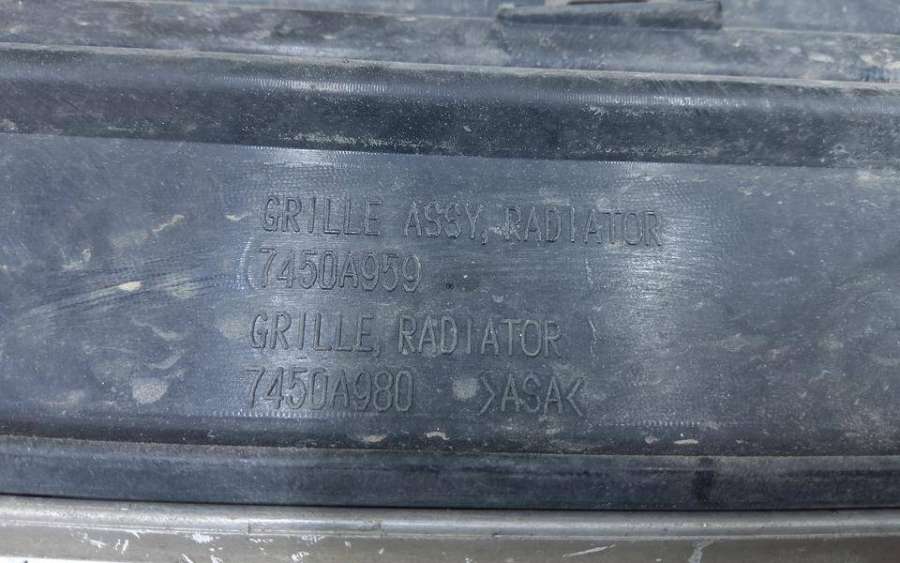 GRILLE ASSY, RADIATOR
7450A959
GRILLE, RADIATOR
7450A980 >ASA<